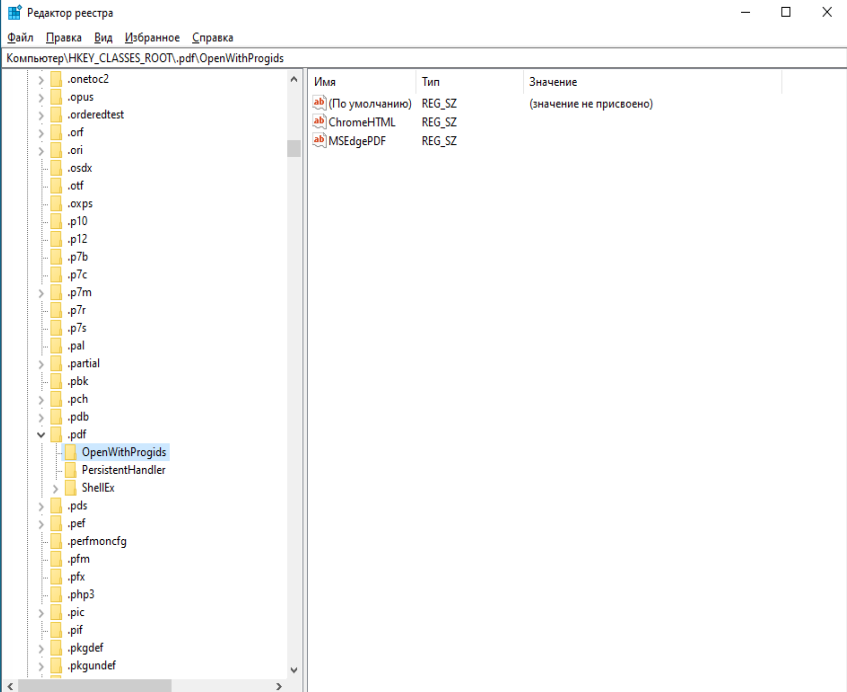 Редактор реестра
Файл Правка Вид Избранное Справка
Компьютер\HKEY_CLASSES_ROOT\.pdf\OpenWithProgids
.onetoc2
.opus
.orderedtest
.orf
.ori
.osdx
.otf
.oxps
.p10
.p12
.p7b
.p7c
.p7m
.p7r
.p7s
.pal
.partial
.pbk
.pch
.pdb
.pdf
OpenWithProgids
PersistentHandler
ShellEx
.pds
.pef
.perfmoncfg
.pfm
.pfx
.php3
.pic
.pif
.pkgdef
.pkgundef
Имя Тип Значение
ab (По умолчанию) REG_SZ (значение не присвоено)
ab ChromeHTML REG_SZ
ab MSEdgePDF REG_SZ